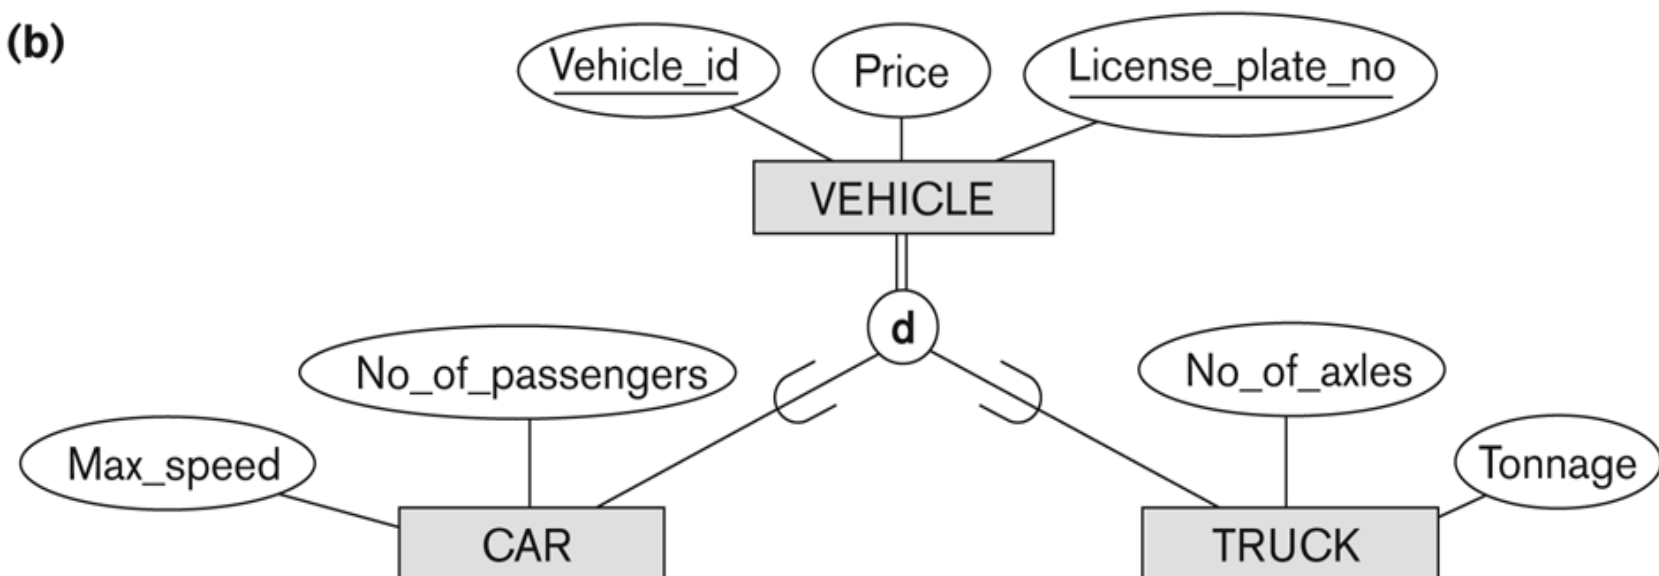 (b)
Vehicle_id
Price
License_plate_no
VEHICLE
d
No_of_passengers
No_of_axles
Max_speed
Tonnage
CAR
TRUCK